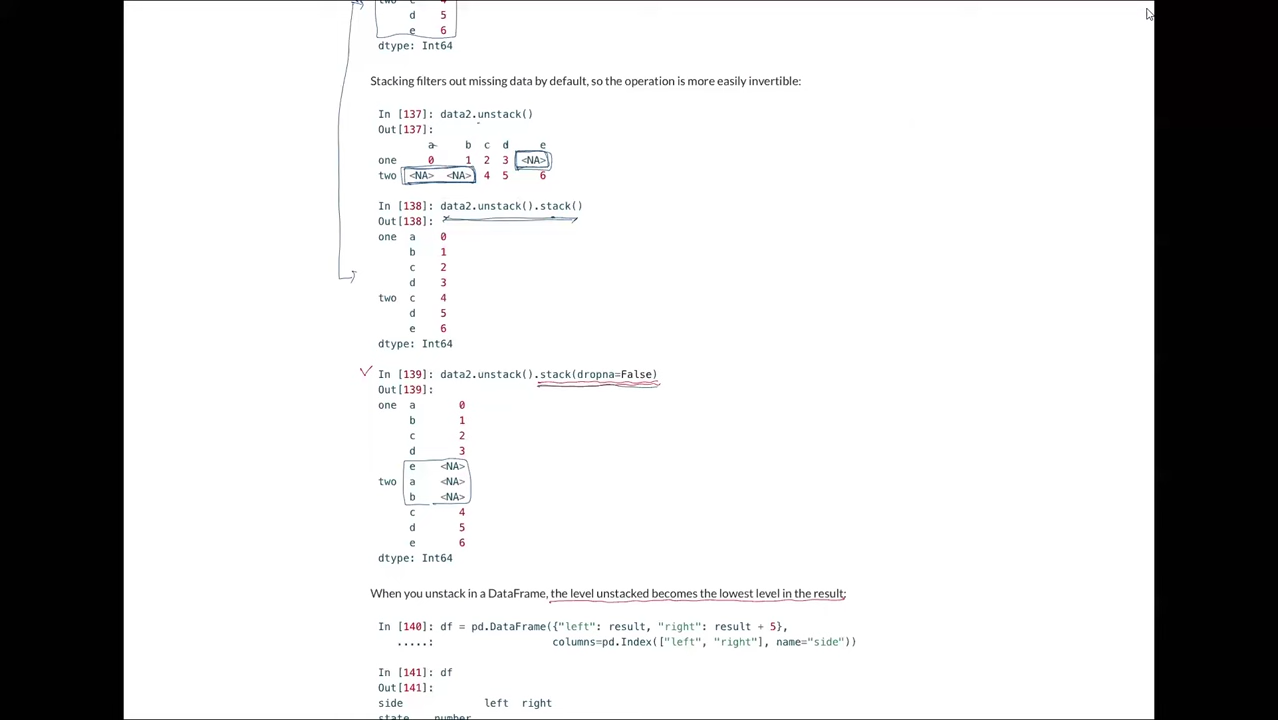 two c 4
d 5
e 6
dtype: Int64
Stacking filters out missing data by default, so the operation is more easily invertible:
In [137]: data2.unstack()
Out[137]:
a b c d e
one 0 1 2 3 <NA>
two <NA> <NA> 4 5 6
In [138]: data2.unstack().stack()
Out[138]:
one a 0
b 1
c 2
d 3
two c 4
d 5
e 6
dtype: Int64
In [139]: data2.unstack().stack(dropna=False)
Out[139]:
one a 0
b 1
c 2
d 3
e <NA>
two a <NA>
b <NA>
c 4
d 5
e 6
dtype: Int64
When you unstack in a DataFrame, the level unstacked becomes the lowest level in the result:
In [140]: df = pd.DataFrame({"left": result, "right": result + 5},
.....: columns=pd.Index(["left", "right"], name="side"))
In [141]: df
Out[141]:
side left right
state number